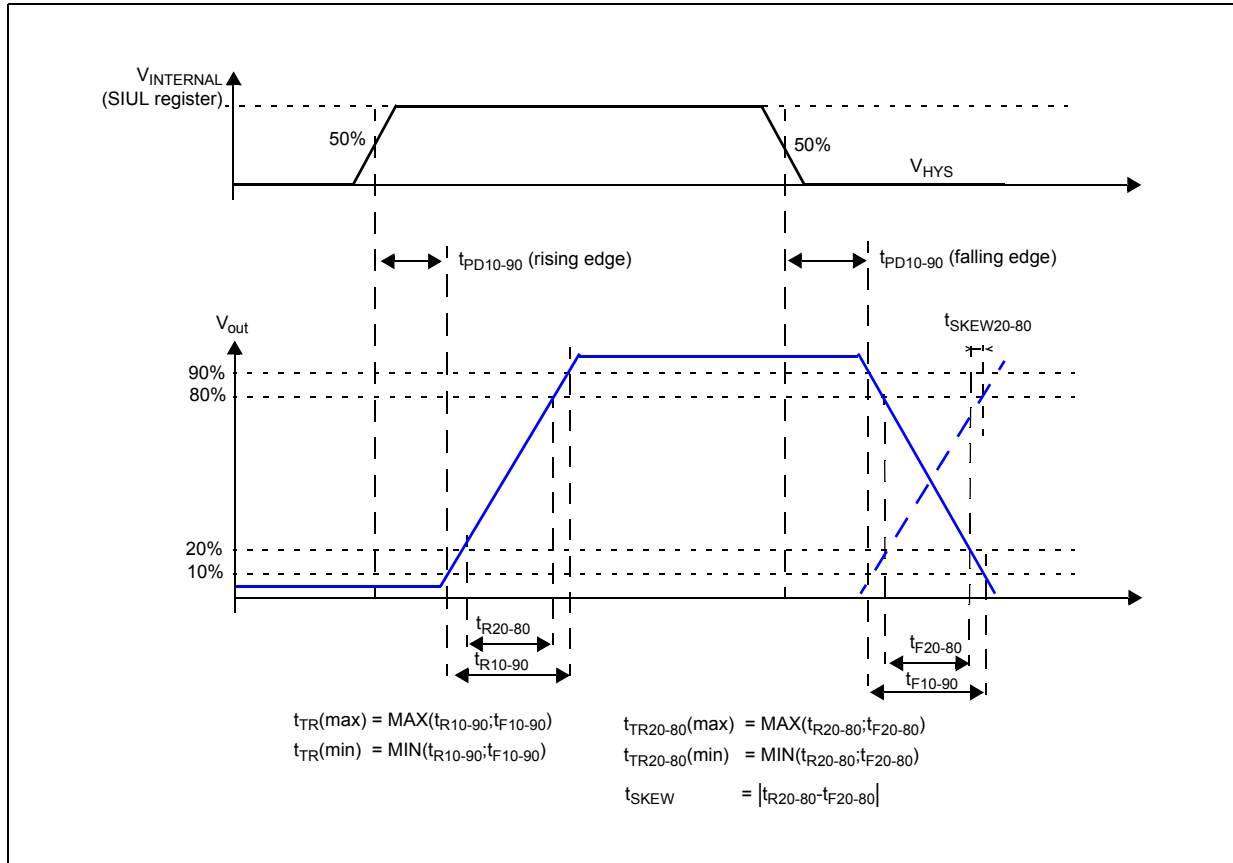 VINTERNAL
(SIUL register)
50%
50%
VHYS
tPD10-90 (rising edge)
tPD10-90 (falling edge)
tSKEW20-80
Vout
90%
80%
20%
10%
tR20-80
tR10-90
tF20-80
tF10-90
tTR(max) = MAX(tR10-90;tF10-90)
tTR(min) = MIN(tR10-90;tF10-90)
tTR20-80(max) = MAX(tR20-80;tF20-80)
tTR20-80(min) = MIN(tR20-80;tF20-80)
tSKEW = |tR20-80-tF20-80|